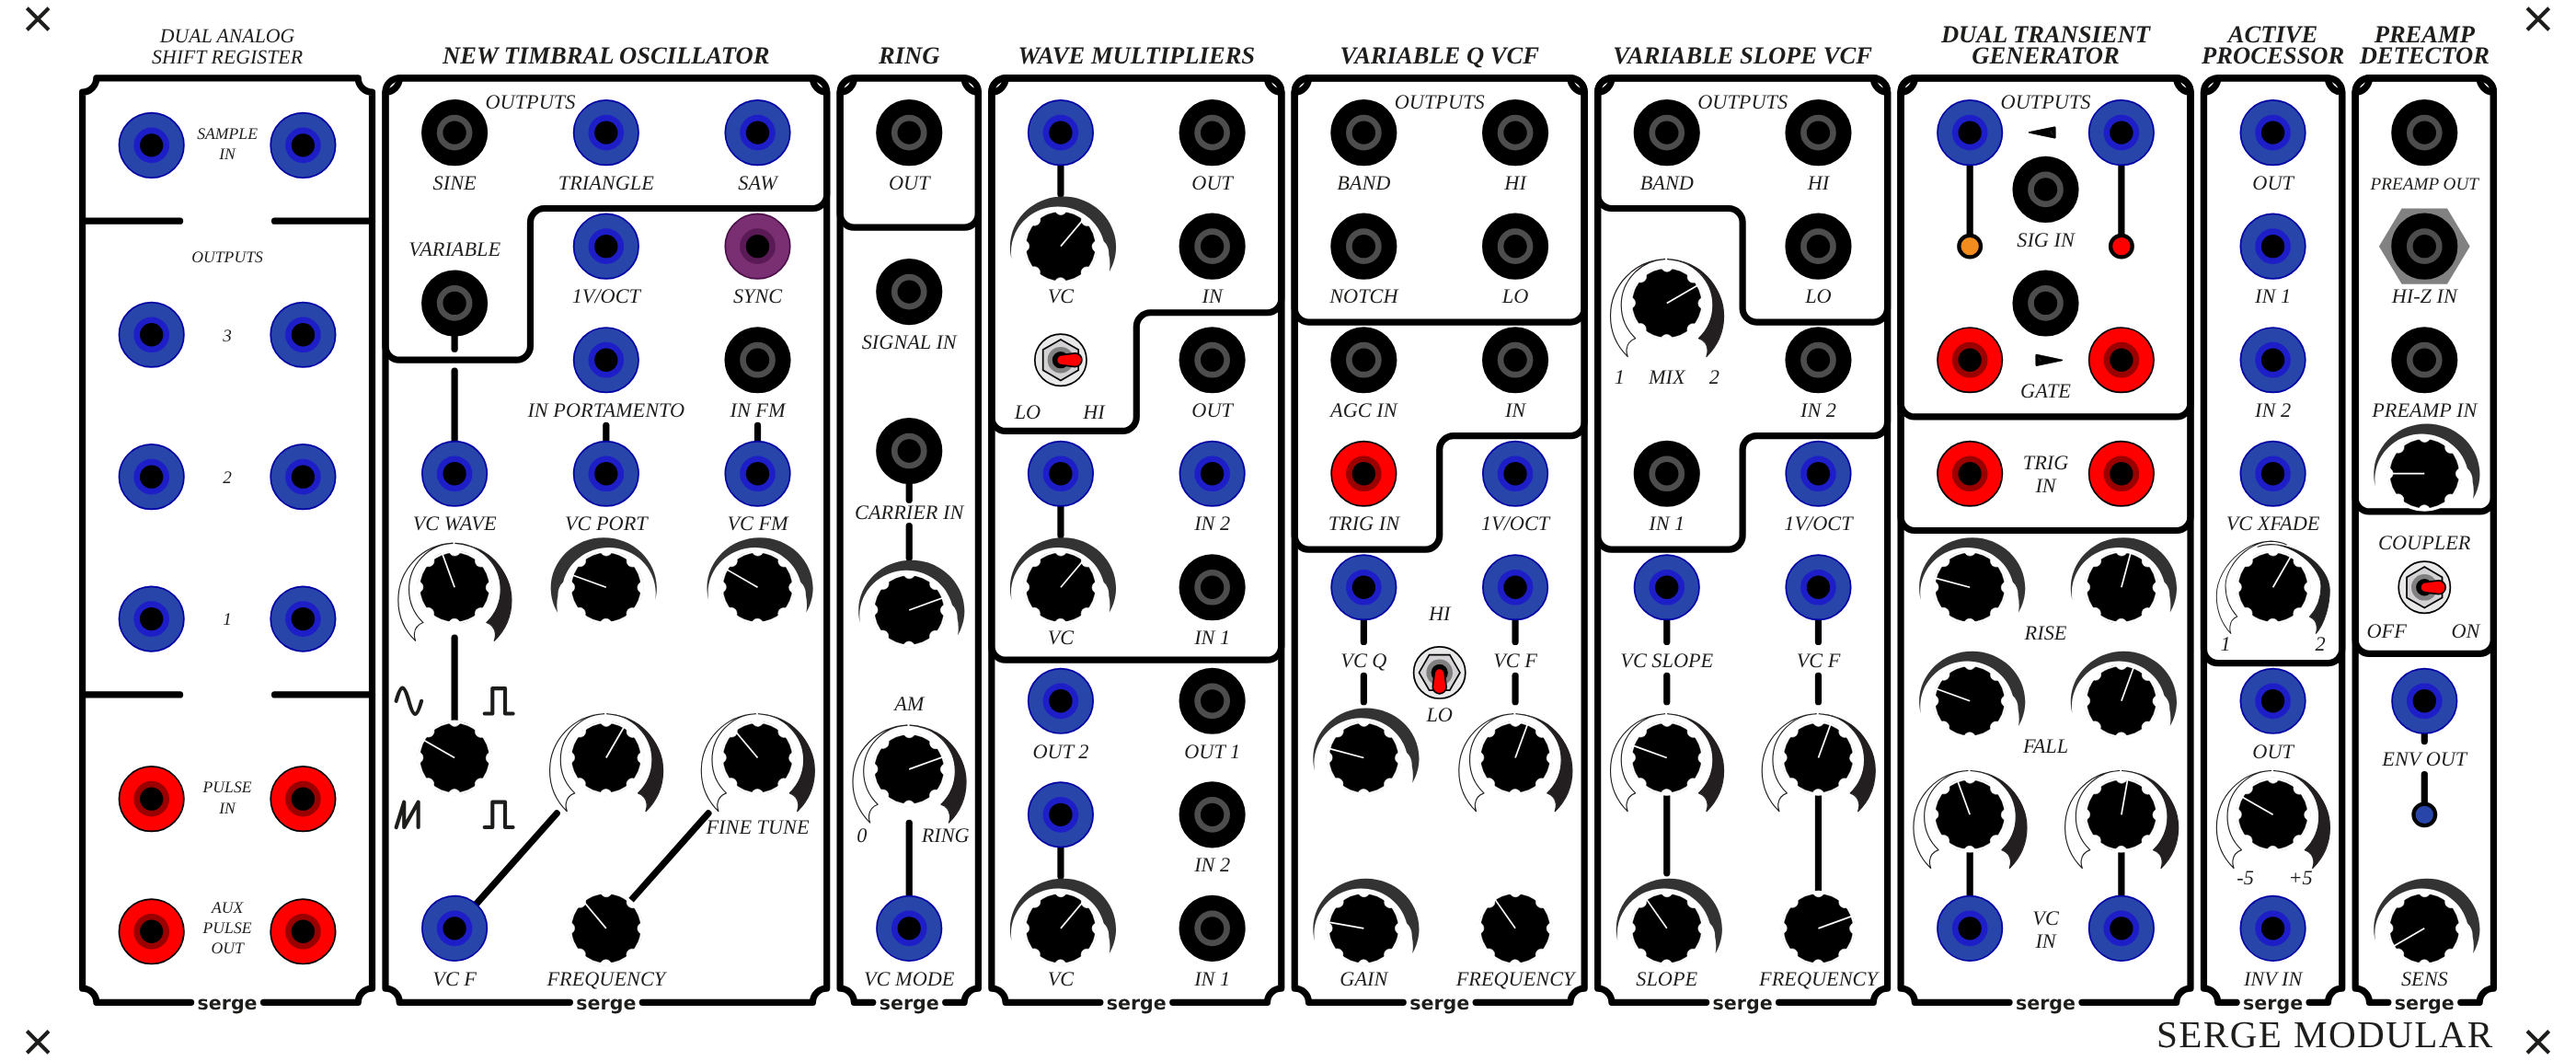 DUAL ANALOG
SHIFT REGISTER
SAMPLE
IN
OUTPUTS
3
2
1
PULSE
IN
AUX
PULSE
OUT
serge
NEW TIMBRAL OSCILLATOR
OUTPUTS
SINE
TRIANGLE
SAW
VARIABLE
1V/OCT
SYNC
IN PORTAMENTO
IN FM
VC WAVE
VC PORT
VC FM
FINE TUNE
VC F
FREQUENCY
serge
RING
OUT
SIGNAL IN
CARRIER IN
AM
0
RING
VC MODE
serge
WAVE MULTIPLIERS
OUT
VC
IN
LO
HI
OUT
IN 2
VC
IN 1
OUT 2
OUT 1
IN 2
VC
IN 1
serge
VARIABLE Q VCF
OUTPUTS
BAND
HI
NOTCH
LO
AGC IN
IN
TRIG IN
1V/OCT
HI
VC Q
VC F
LO
GAIN
FREQUENCY
serge
VARIABLE SLOPE VCF
OUTPUTS
BAND
HI
LO
1
MIX
2
IN 2
IN 1
1V/OCT
VC SLOPE
VC F
SLOPE
FREQUENCY
serge
DUAL TRANSIENT
GENERATOR
OUTPUTS
SIG IN
GATE
TRIG
IN
RISE
FALL
VC
IN
serge
ACTIVE
PROCESSOR
OUT
IN 1
IN 2
VC XFADE
1
2
OUT
-5
+5
INV IN
serge
PREAMP
DETECTOR
PREAMP OUT
HI-Z IN
PREAMP IN
COUPLER
OFF
ON
ENV OUT
SENS
serge
SERGE MODULAR